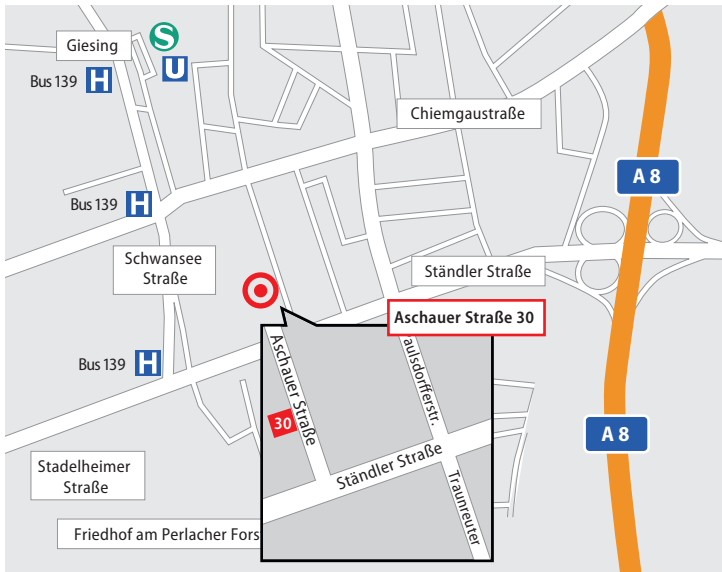 Giesing
S
U
Bus 139 H
Chiemgaustraße
A 8
Bus 139 H
Schwansee
Straße
Ständler Straße
Aschauer Straße 30
Bus 139 H
Aschauer Straße
aulsdorfferstr.
30
A 8
Ständler Straße
Traunreuter
Stadelheimer
Straße
Friedhof am Perlacher Fors